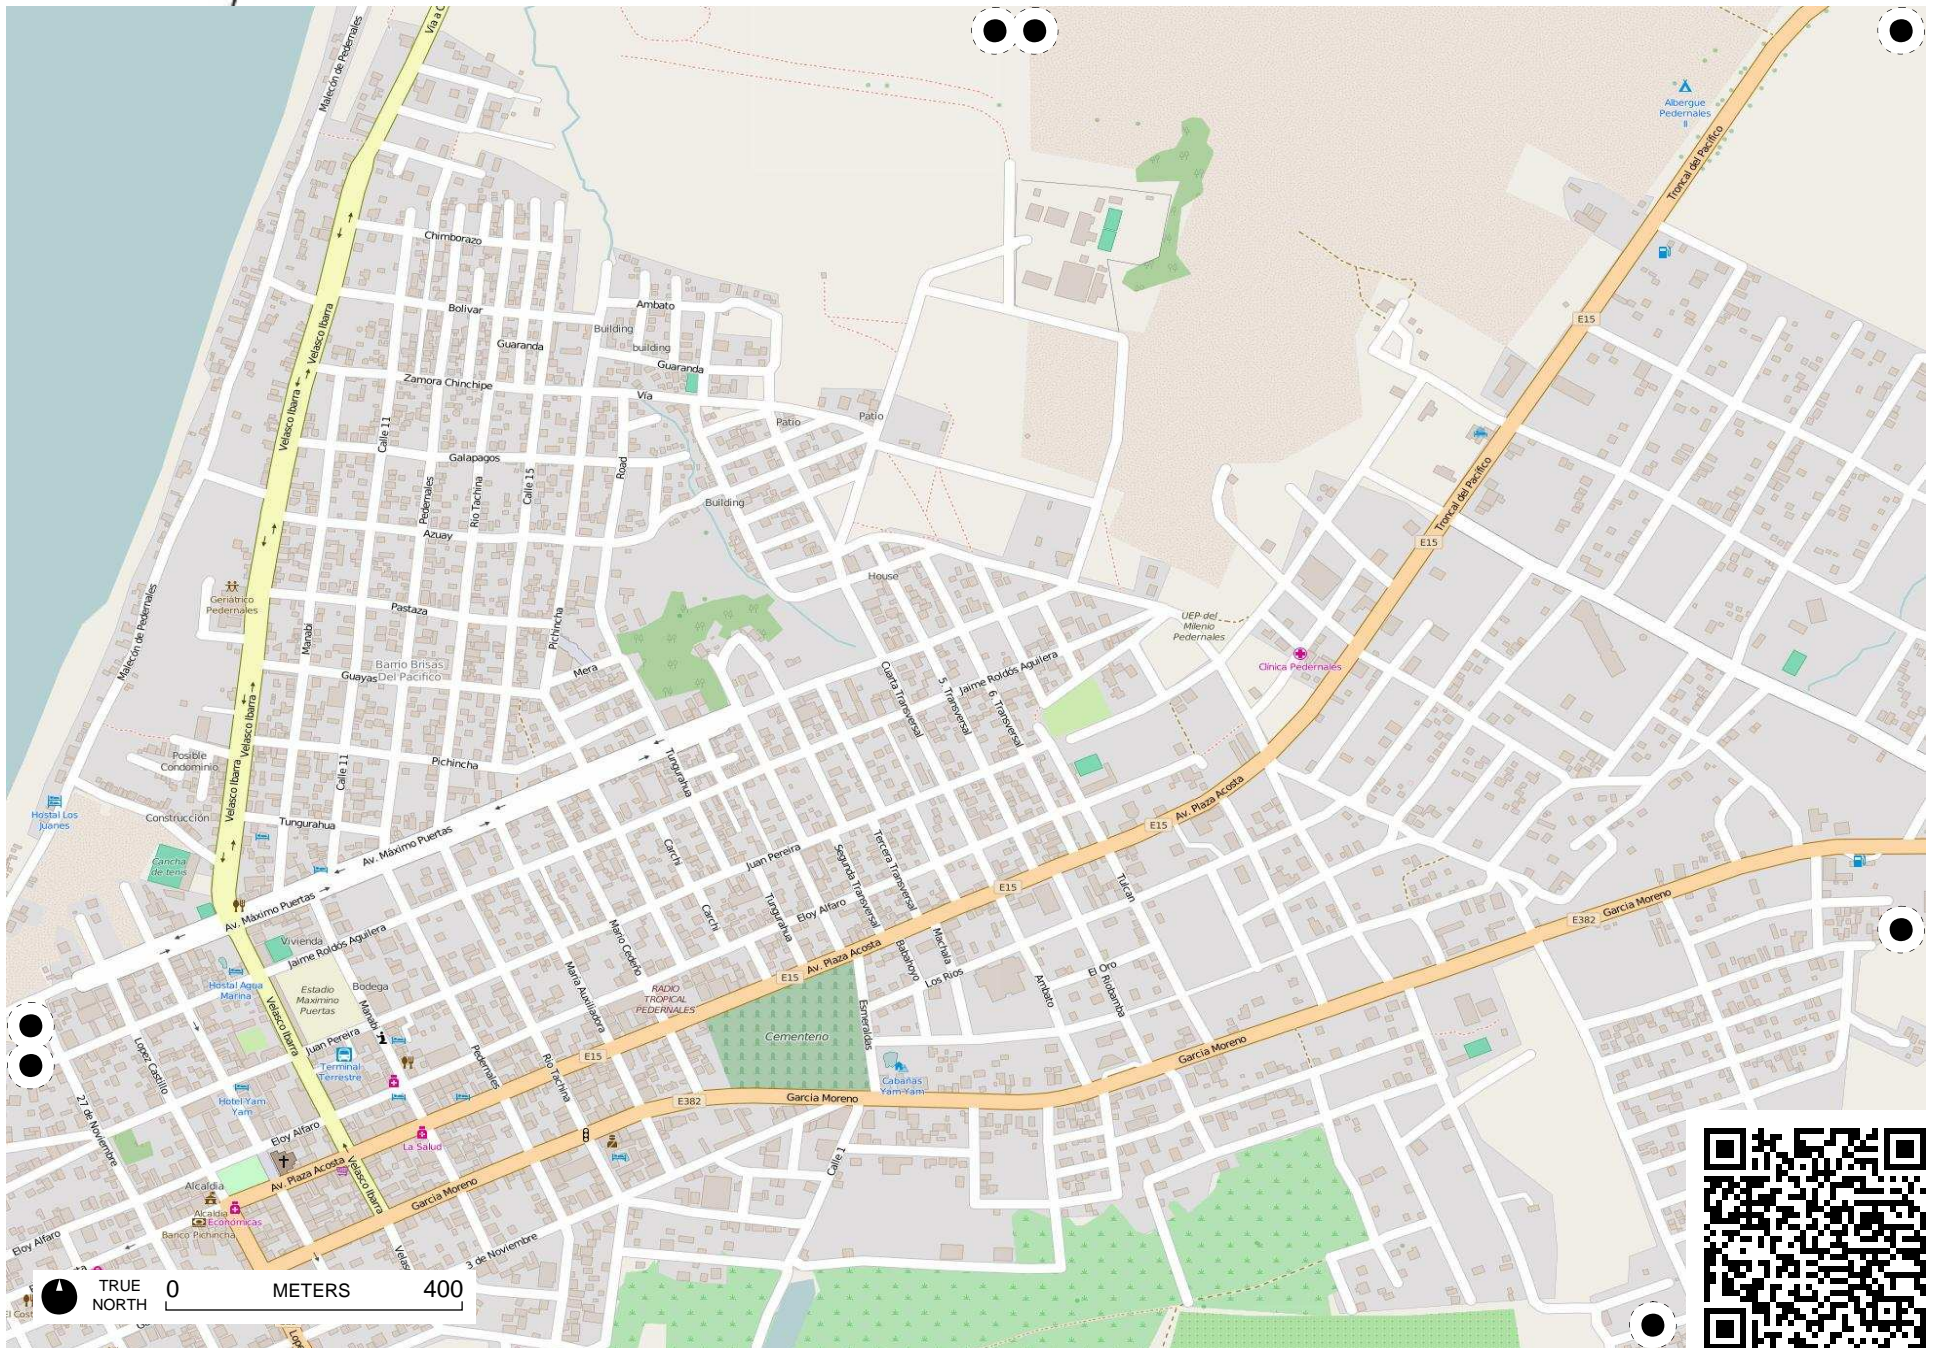 Vía a C
Malecón de Pedernales
Albergue
Pedernales
II
Troncal del Pacífico
Chimborazo
Velasco Ibarra
Bolivar
Ambato
Building
building
E15
Guaranda
Guaranda
Zamora Chinchipe
Vía
Patio
Patio
Velasco Ibarra
Calle 11
Galapagos
Road
Calle 15
Pedernales
Rio Tachina
Building
Troncal del Pacífico
Azuay
E15
House
Geriátrico
Pedernales
Pastaza
Malecón de Pedernales
Manabi
Pichincha
UEP del
Milenio
Pedernales
Barrio Brisas
Del Pacifico
Guayas
Mera
Clínica Pedernales
Jaime Roldós Aguilera
Cuarta Transversal
5. Transversal
6. Transversal
Velasco Ibarra
Velasco Ibarra
Posible
Condominio
Pichincha
Calle 11
Tungurahua
Hostal Los
Juanes
Construcción
Tungurahua
Av. Máximo Puertas
E15
Av. Plaza Acosta
Cancha
de tenis
Carchi
Juan Pereira
Segunda Transversal
Tercera Transversal
Tulcan
E15
Av. Máximo Puertas
Carchi
Tungurahua
Eloy Alfaro
E382
Garcia Moreno
Vivienda
Jaime Roldós Aguilera
Mario Cedeño
Av. Plaza Acosta
E15
Babahoyo
Machala
Los Rios
El Oro
Hostal Agua
Marina
Estadio
Maximino
Puertas
Bodega
Manabi
Maria Auxiliadora
RADIO
TROPICAL
PEDERNALES
Esmeraldas
Ambato
Riobamba
Velasco Ibarra
Juan Pereira
Cementerio
Lopez Castillo
Terminal
Terrestre
Pedernales
Rio Tachina
E15
Garcia Moreno
Hotel Yam
Yam
Cabañas
Yam-Yam
27 de Noviembre
E382
Garcia Moreno
Eloy Alfaro
La Salud
Calle 1
Av. Plaza Acosta
Velasco Ibarra
Garcia Moreno
Alcaldia
Alcaldía
Económicas
Banco Pichincha
Eloy Alfaro
3 de Noviembre
TRUE
NORTH
0
METERS
400